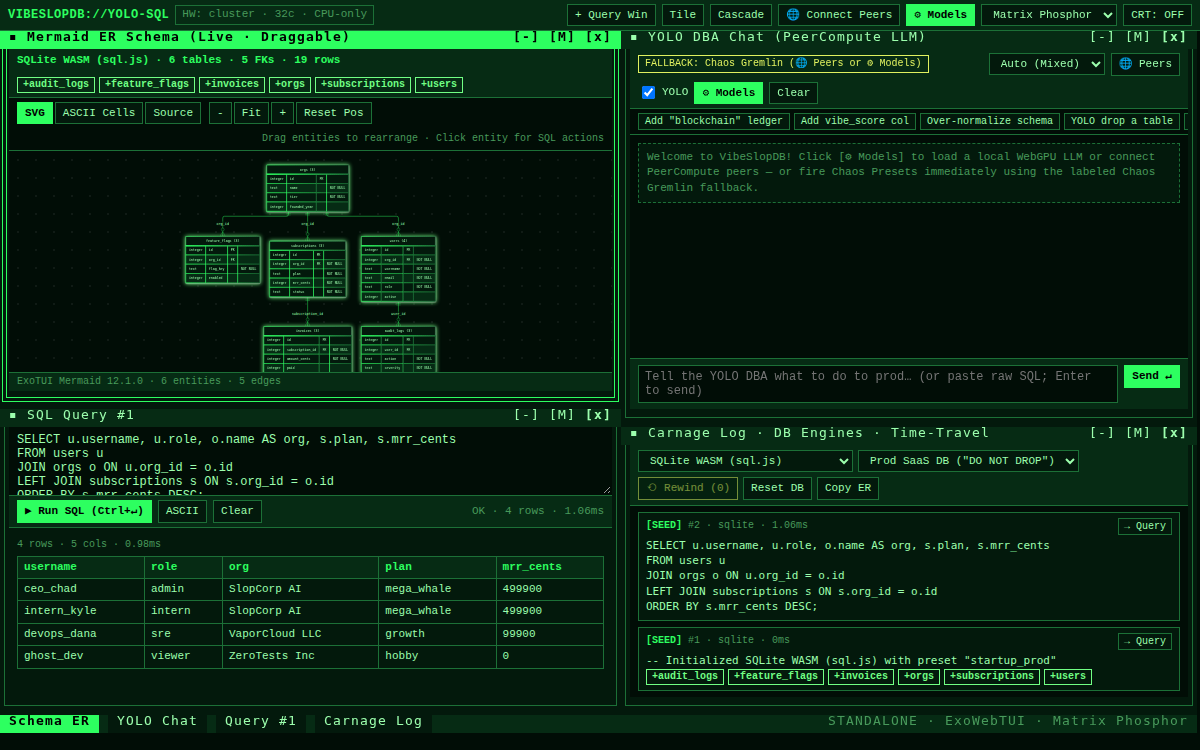 VIBESLOPDB://YOLO-SQL HW: cluster · 32c · CPU-only + Query Win Tile Cascade 🌐 Connect Peers ⚙ Models Matrix Phosphor CRT: OFF
▪ Mermaid ER Schema (Live · Draggable) [-] [M] [x]
SQLite WASM (sql.js) · 6 tables · 5 FKs · 19 rows
+audit_logs +feature_flags +invoices +orgs +subscriptions +users
SVG ASCII Cells Source - Fit + Reset Pos
Drag entities to rearrange · Click entity for SQL actions
org_id org_id org_id
subscription_id user_id
ExoTUI Mermaid 12.1.0 · 6 entities · 5 edges
▪ YOLO DBA Chat (PeerCompute LLM) [-] [M] [x]
FALLBACK: Chaos Gremlin (🌐 Peers or ⚙ Models) Auto (Mixed) 🌐 Peers
YOLO ⚙ Models Clear
Add "blockchain" ledger Add vibe_score col Over-normalize schema YOLO drop a table
Welcome to VibeSlopDB! Click [⚙ Models] to load a local WebGPU LLM or connect
PeerCompute peers — or fire Chaos Presets immediately using the labeled Chaos
Gremlin fallback.
Tell the YOLO DBA what to do to prod… (or paste raw SQL; Enter
to send)
Send ↵
▪ SQL Query #1 [-] [M] [x]
SELECT u.username, u.role, o.name AS org, s.plan, s.mrr_cents
FROM users u
JOIN orgs o ON u.org_id = o.id
LEFT JOIN subscriptions s ON s.org_id = o.id
ORDER BY s.mrr_cents DESC;
▶ Run SQL (Ctrl+↵) ASCII Clear OK · 4 rows · 1.06ms
4 rows · 5 cols · 0.98ms
username role org plan mrr_cents
ceo_chad admin SlopCorp AI mega_whale 499900
intern_kyle intern SlopCorp AI mega_whale 499900
devops_dana sre VaporCloud LLC growth 99900
ghost_dev viewer ZeroTests Inc hobby 0
▪ Carnage Log · DB Engines · Time-Travel [-] [M] [x]
SQLite WASM (sql.js) Prod SaaS DB ("DO NOT DROP")
⟲ Rewind (0) Reset DB Copy ER
[SEED] #2 · sqlite · 1.06ms → Query
SELECT u.username, u.role, o.name AS org, s.plan, s.mrr_cents
FROM users u
JOIN orgs o ON u.org_id = o.id
LEFT JOIN subscriptions s ON s.org_id = o.id
ORDER BY s.mrr_cents DESC;
[SEED] #1 · sqlite · 0ms → Query
-- Initialized SQLite WASM (sql.js) with preset "startup_prod"
+audit_logs +feature_flags +invoices +orgs +subscriptions +users
Schema ER YOLO Chat Query #1 Carnage Log STANDALONE · ExoWebTUI · Matrix Phosphor